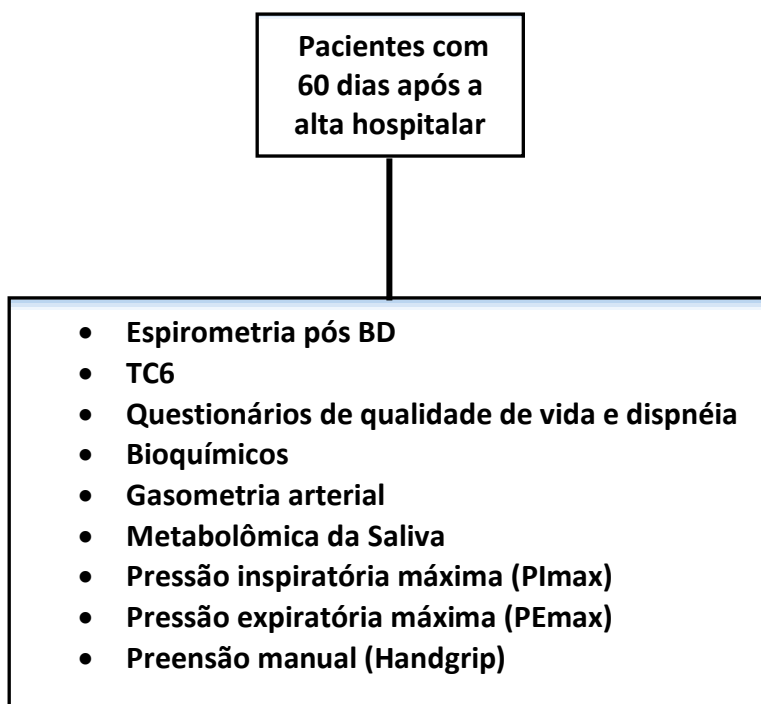 Pacientes com
60 dias após a
alta hospitalar
• Espirometria pós BD
• TC6
• Questionários de qualidade de vida e dispnéia
• Bioquímicos
• Gasometria arterial
• Metabolômica da Saliva
• Pressão inspiratória máxima (PImax)
• Pressão expiratória máxima (PEmax)
• Preensão manual (Handgrip)